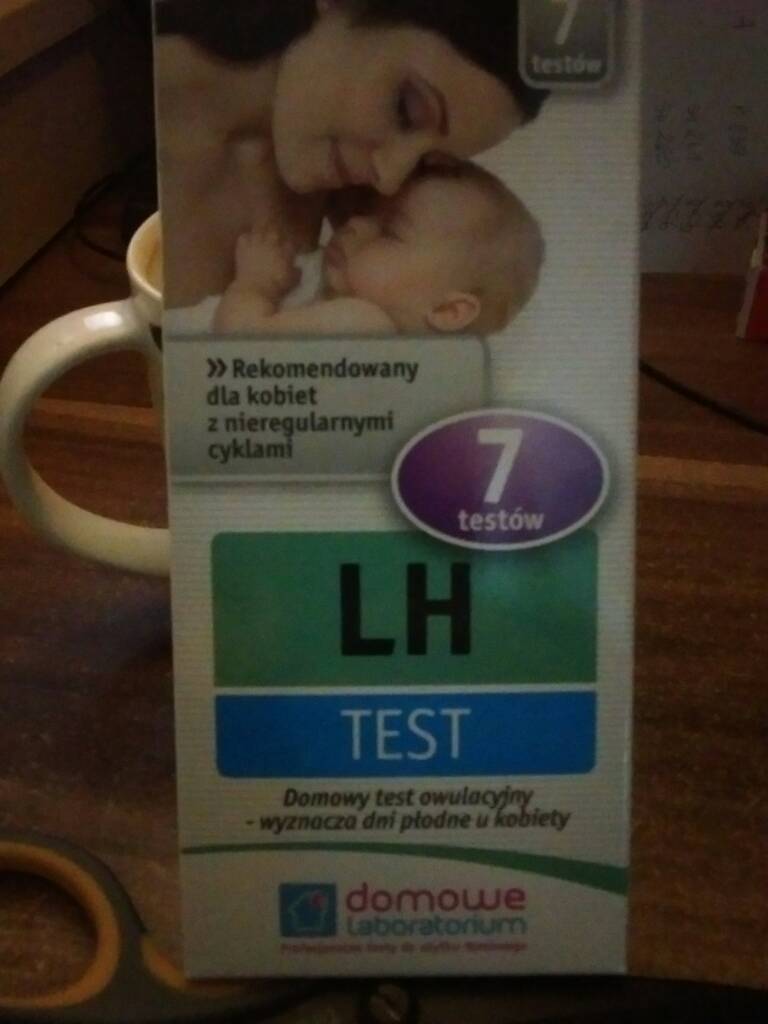 7
testów
» Rekomendowany
dla kobiet
z nieregularnymi
cyklami
7
testów
LH
TEST
Domowy test owulacyjny
- wyznacza dni płodne u kobiety
domowe
laboratorium